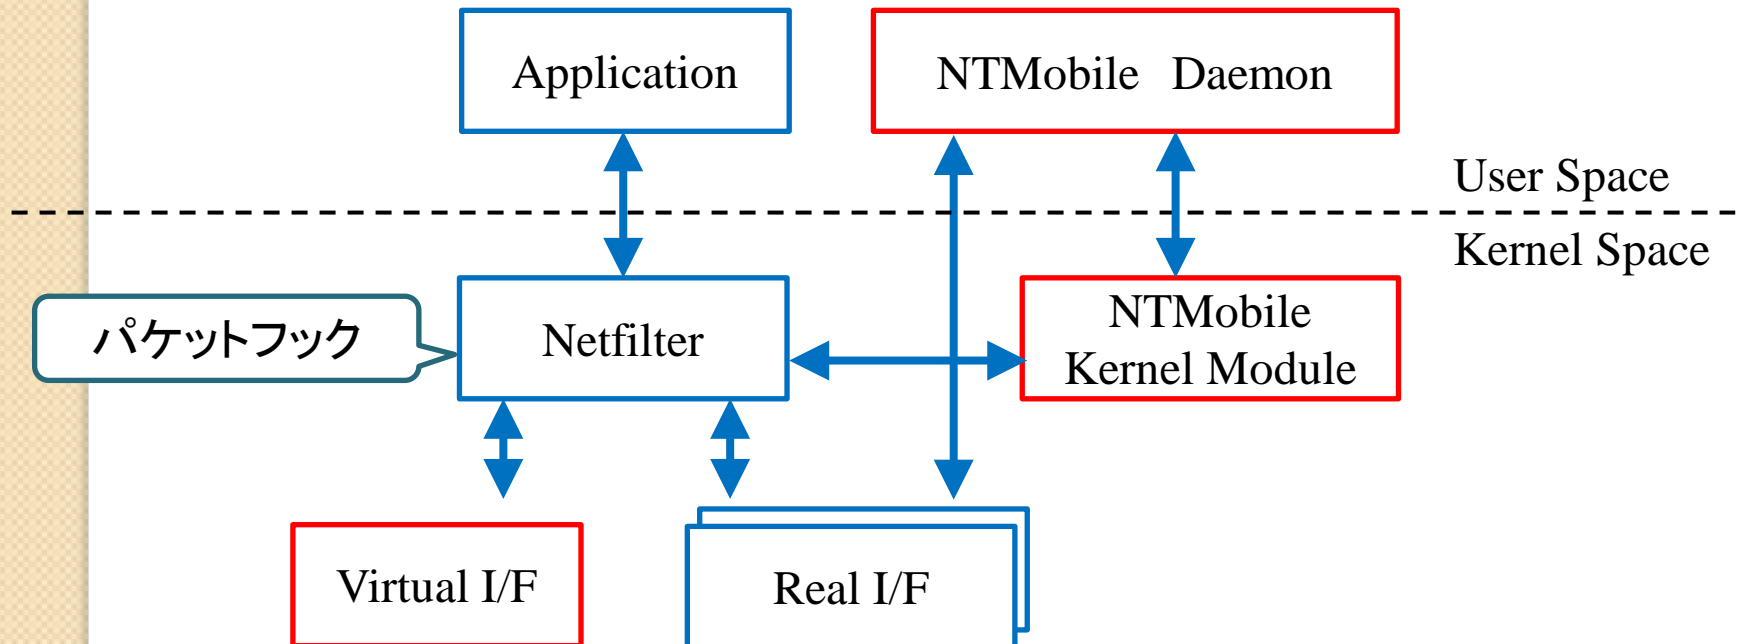 Application
NTMobile Daemon
User Space
Kernel Space
パケットフック
Netfilter
NTMobile
Kernel Module
Virtual I/F
Real I/F